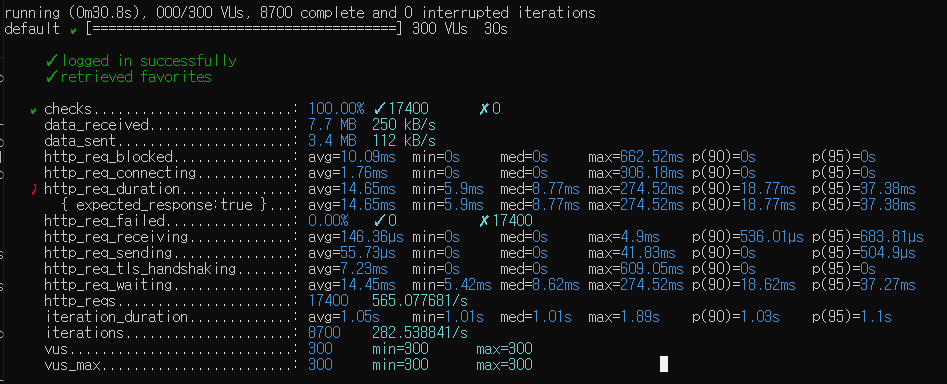 running (0m30.8s), 000/300 VUs, 8700 complete and 0 interrupted iterations
default ✓ [======================================] 300 VUs  30s

     ✓ logged in successfully
     ✓ retrieved favorites

   ✓ checks.........................: 100.00% ✓ 17400      ✗ 0
     data_received..................: 7.7 MB  250 kB/s
     data_sent......................: 3.4 MB  112 kB/s
     http_req_blocked...............: avg=10.09ms  min=0s     med=0s     max=662.52ms p(90)=0s       p(95)=0s
     http_req_connecting............: avg=1.76ms   min=0s     med=0s     max=306.18ms p(90)=0s       p(95)=0s
   ✗ http_req_duration..............: avg=14.65ms  min=5.9ms  med=8.77ms max=274.52ms p(90)=18.77ms  p(95)=37.38ms
       { expected_response:true }...: avg=14.65ms  min=5.9ms  med=8.77ms max=274.52ms p(90)=18.77ms  p(95)=37.38ms
     http_req_failed................: 0.00%   ✓ 0          ✗ 17400
     http_req_receiving.............: avg=146.36µs min=0s     med=0s     max=4.9ms    p(90)=536.01µs p(95)=683.81µs
     http_req_sending...............: avg=55.73µs  min=0s     med=0s     max=41.83ms  p(90)=0s       p(95)=504.9µs
     http_req_tls_handshaking.......: avg=7.23ms   min=0s     med=0s     max=609.05ms p(90)=0s       p(95)=0s
     http_req_waiting...............: avg=14.45ms  min=5.42ms med=8.62ms max=274.52ms p(90)=18.62ms  p(95)=37.27ms
     http_reqs......................: 17400   565.077681/s
     iteration_duration.............: avg=1.05s    min=1.01s  med=1.01s  max=1.89s    p(90)=1.03s    p(95)=1.1s
     iterations.....................: 8700    282.538841/s
     vus............................: 300     min=300      max=300
     vus_max........................: 300     min=300      max=300